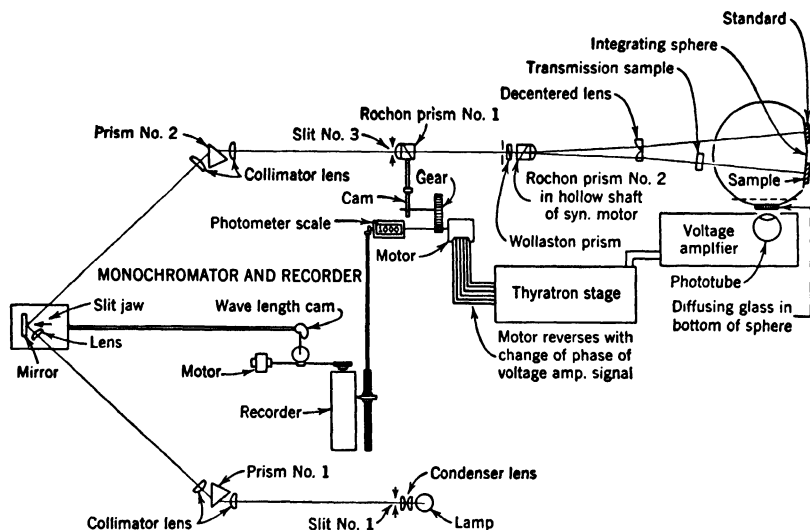 Standard
Integrating sphere
Transmission sample
Decentered lens
Rochon prism No. 1
Slit No. 3
Prism No. 2
Collimator lens
Gear
Cam
Rochon prism No. 2
in hollow shaft
of syn. motor
Sample
Photometer scale
1000
Wollaston prism
Voltage
amplfier
Motor
MONOCHROMATOR AND RECORDER
Phototube
Slit jaw
Wave length cam
Thyratron stage
Diffusing glass in
bottom of sphere
Lens
Mirror
Motor
Motor reverses with
change of phase of
voltage amp. signal
Recorder
Prism No. 1
Condenser lens
Collimator lens
Slit No. 1
Lamp